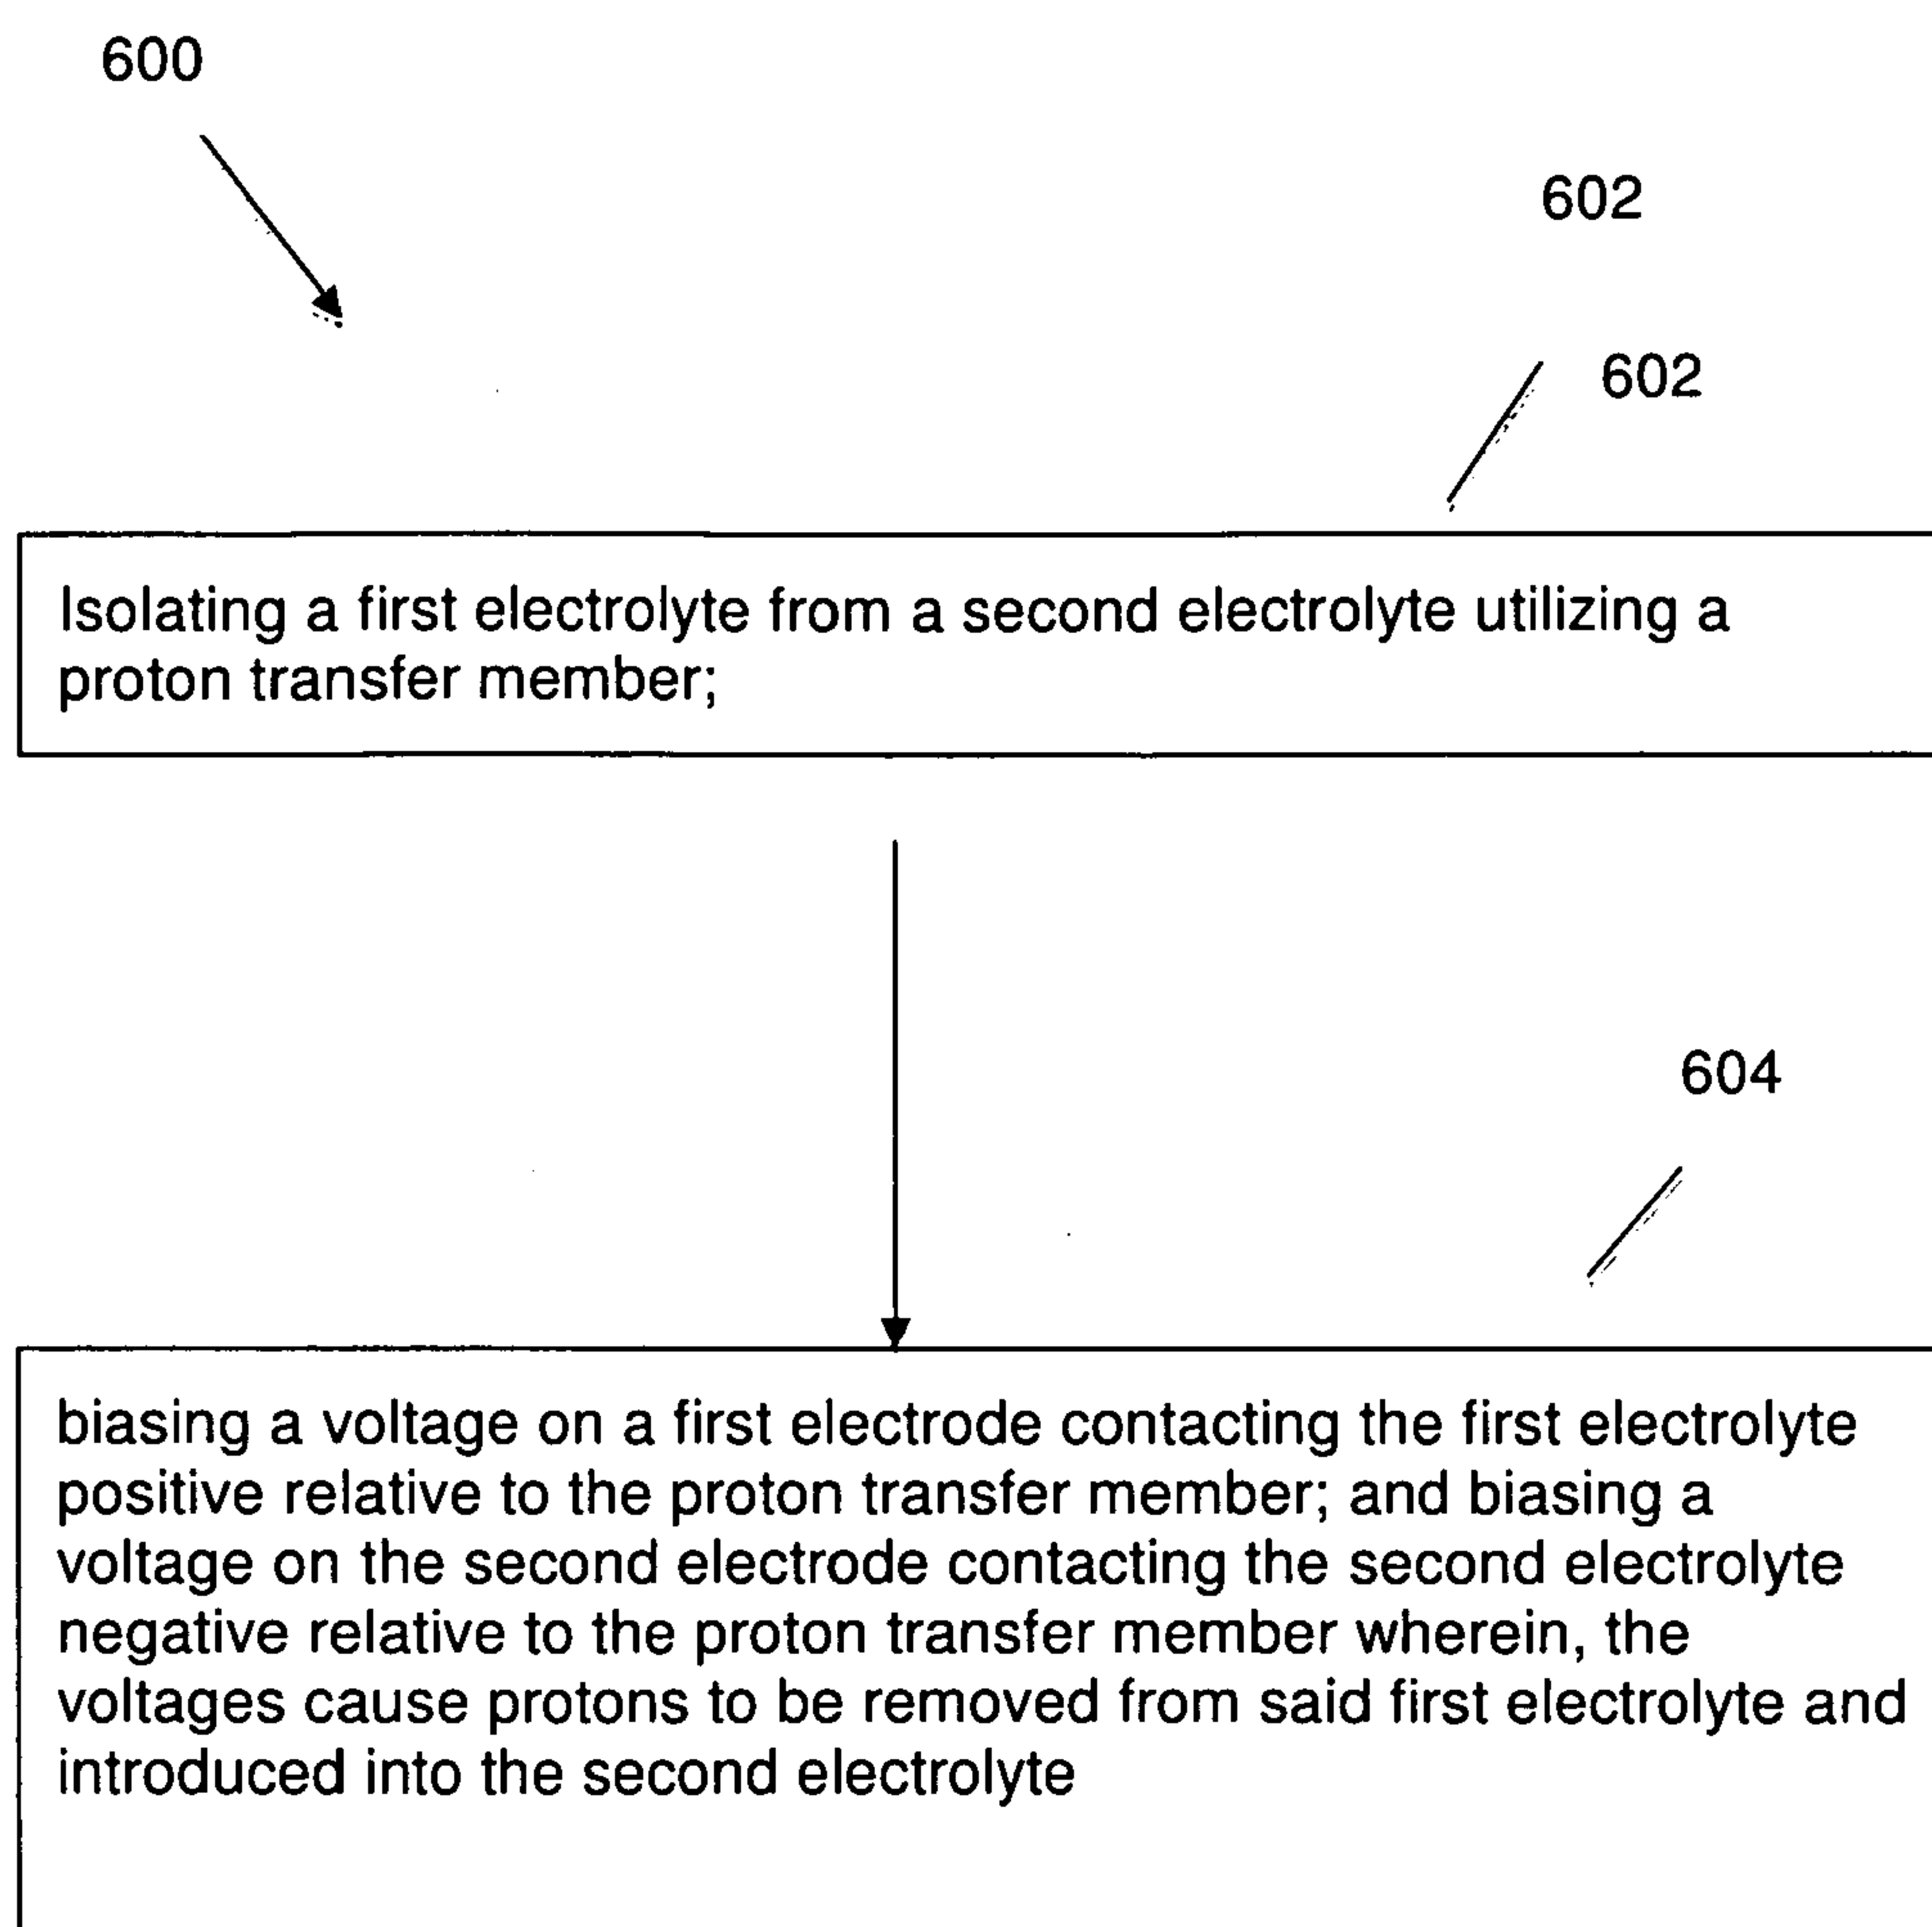 600
602
602
Isolating a first electrolyte from a second electrolyte utilizing a
proton transfer member;
604
biasing a voltage on a first electrode contacting the first electrolyte
positive relative to the proton transfer member; and biasing a
voltage on the second electrode contacting the second electrolyte
negative relative to the proton transfer member wherein, the
voltages cause protons to be removed from said first electrolyte and
introduced into the second electrolyte